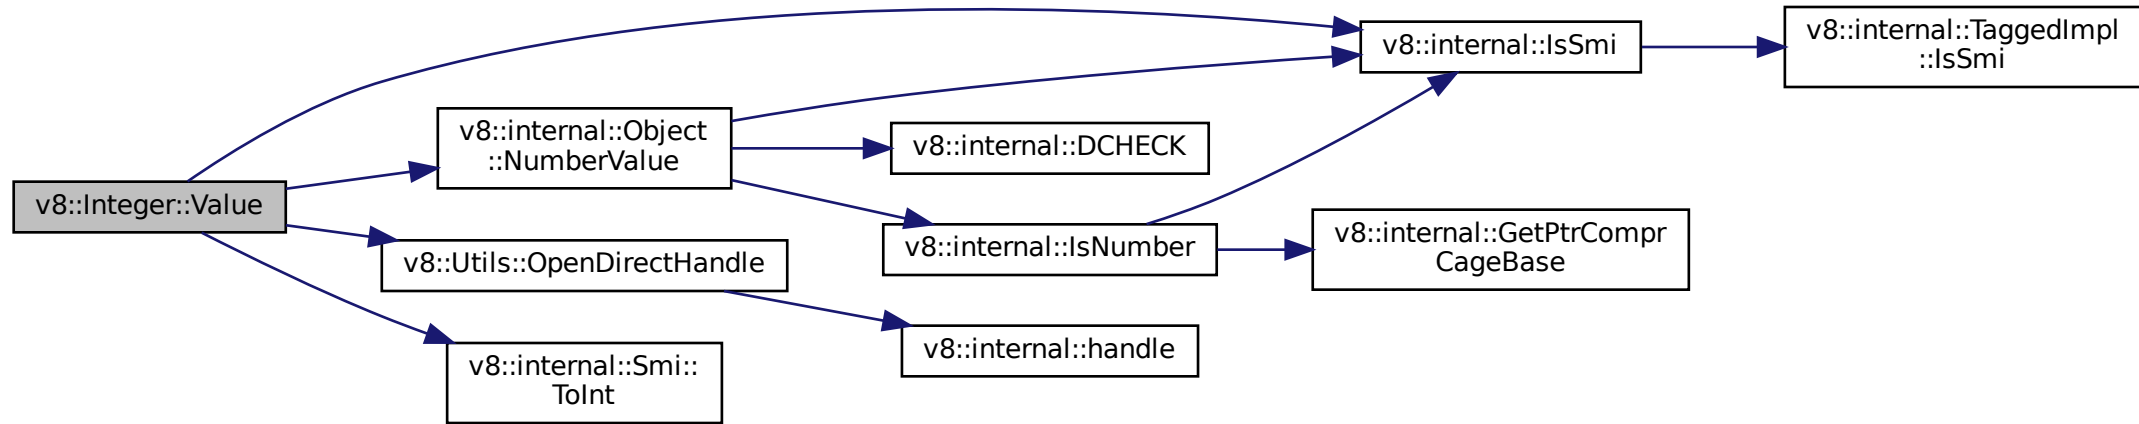 v8::Integer::Value
v8::internal::Object
::NumberValue
v8::Utils::OpenDirectHandle
v8::internal::Smi::
ToInt
v8::internal::DCHECK
v8::internal::IsNumber
v8::internal::handle
v8::internal::IsSmi
v8::internal::GetPtrCompr
CageBase
v8::internal::TaggedImpl
::IsSmi